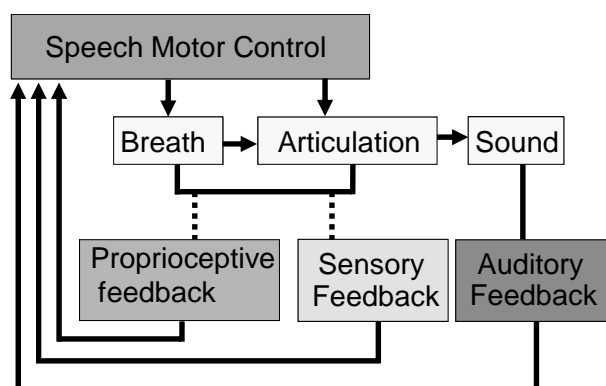 Speech Motor Control
Breath
Articulation
Sound
Proprioceptive
feedback
Sensory
Feedback
Auditory
Feedback